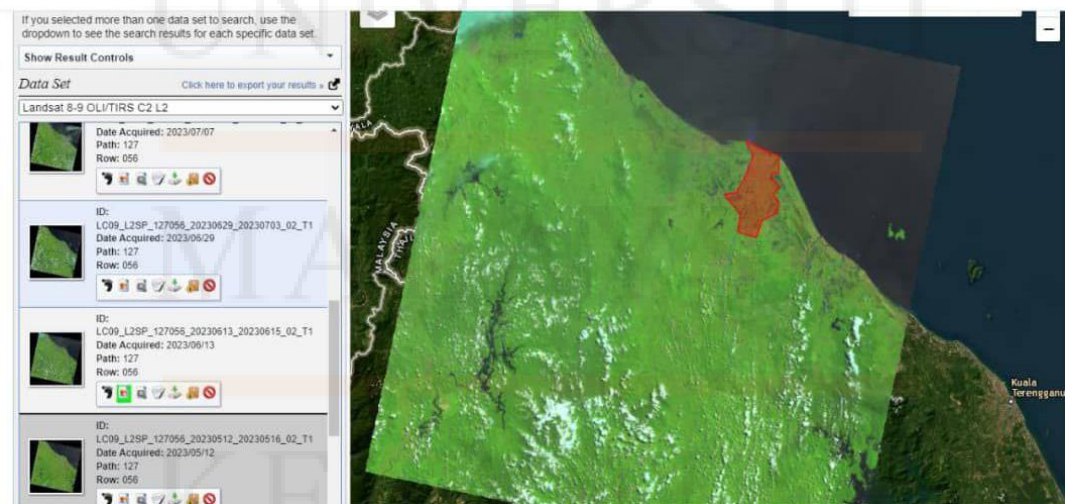 If you selected more than one data set to search, use the
dropdown to see the search results for each specific data set.
Show Result Controls
Data Set
Click here to export your results »
Landsat 8-9 OLI/TIRS C2 L2
Date Acquired: 2023/07/07
Path: 127
Row: 056
ID:
LC09_L2SP_127056_20230629_20230703_02_T1
Date Acquired: 2023/06/29
Path: 127
Row: 056
ID:
LC09_L2SP_127056_20230613_20230615_02_T1
Date Acquired: 2023/06/13
Path: 127
Row: 056
ID:
LC09_L2SP_127056_20230512_20230516_02_T1
Date Acquired: 2023/05/12
Path: 127
Row: 056
MALAYSIA
Kuala
Terengganu